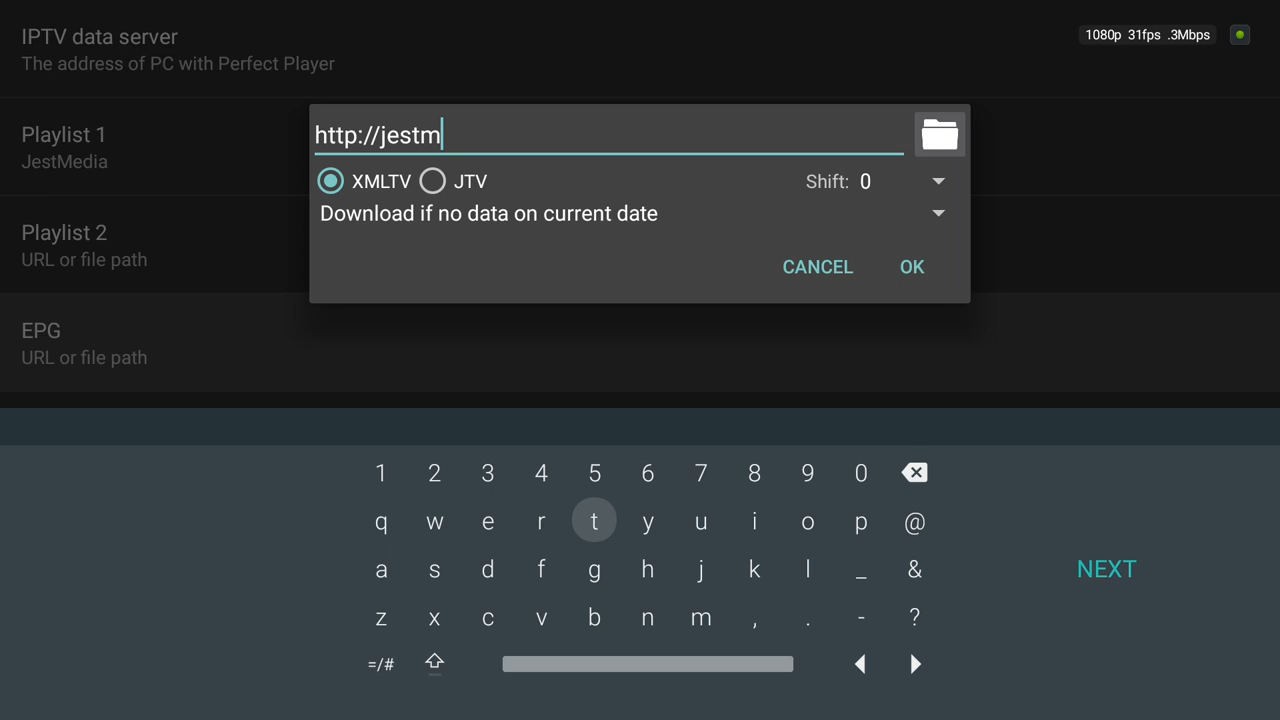 IPTV data server
The address of PC with Perfect Player
1080p 31fps .3Mbps
Playlist 1
JestMedia
Playlist 2
URL or file path
EPG
URL or file path
http://jestm
XMLTV JTV Shift: 0
Download if no data on current date
CANCEL OK
1 2 3 4 5 6 7 8 9 0
q w e r t y u i o p @
a s d f g h j k l _ &
z x c v b n m , . - ?
=/#
NEXT